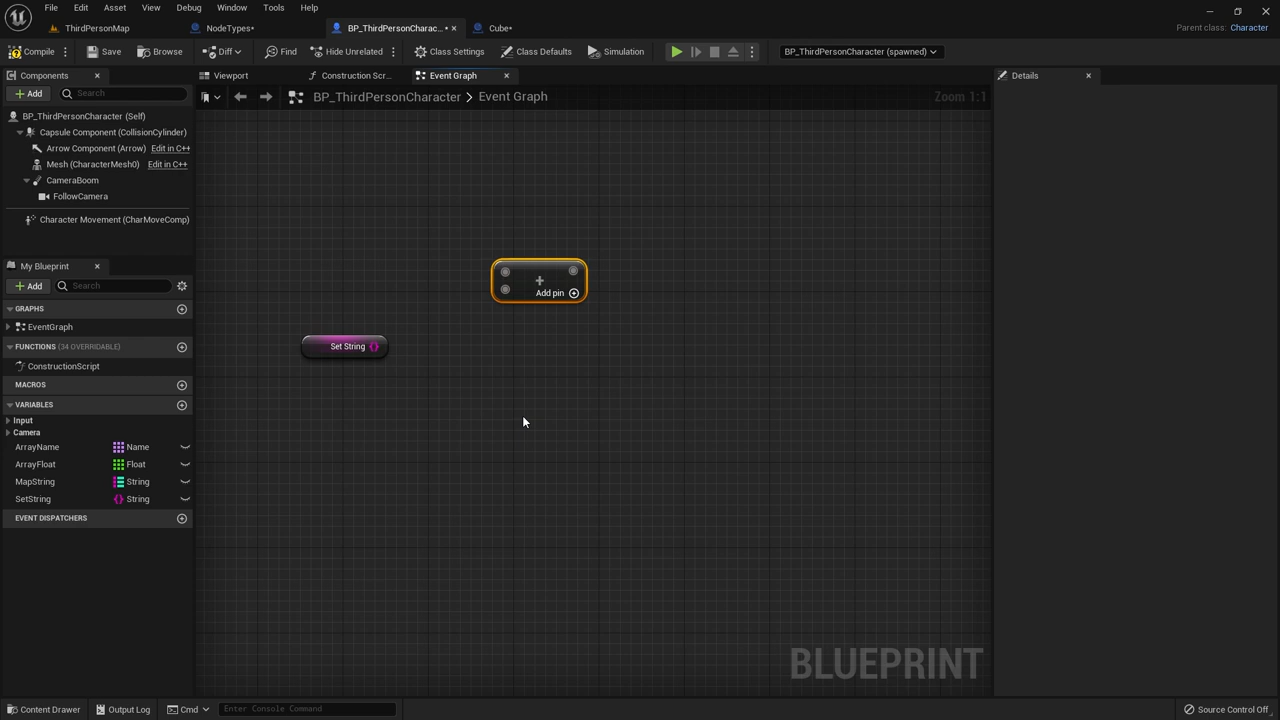 File Edit Asset View Debug Window Tools Help
ThirdPersonMap NodeTypes* BP_ThirdPersonCharac... * Cube*
Parent class: Character
Compile Save Browse Diff Find Hide Unrelated Class Settings Class Defaults Simulation BP_ThirdPersonCharacter (spawned)
Components Viewport Construction Scr... Event Graph Details
Add Search
BP_ThirdPersonCharacter > Event Graph Zoom 1:1
BP_ThirdPersonCharacter (Self)
Capsule Component (CollisionCylinder)
Arrow Component (Arrow) Edit in C++
Mesh (CharacterMesh0) Edit in C++
CameraBoom
FollowCamera
Character Movement (CharMoveComp)
My Blueprint
Add Search
GRAPHS
EventGraph
FUNCTIONS (34 OVERRIDABLE)
ConstructionScript
MACROS
VARIABLES
Input
Camera
ArrayName Name
ArrayFloat Float
MapString String
SetString String
EVENT DISPATCHERS
+
Add pin
Set String
BLUEPRINT
Content Drawer Output Log Cmd Enter Console Command Source Control Off